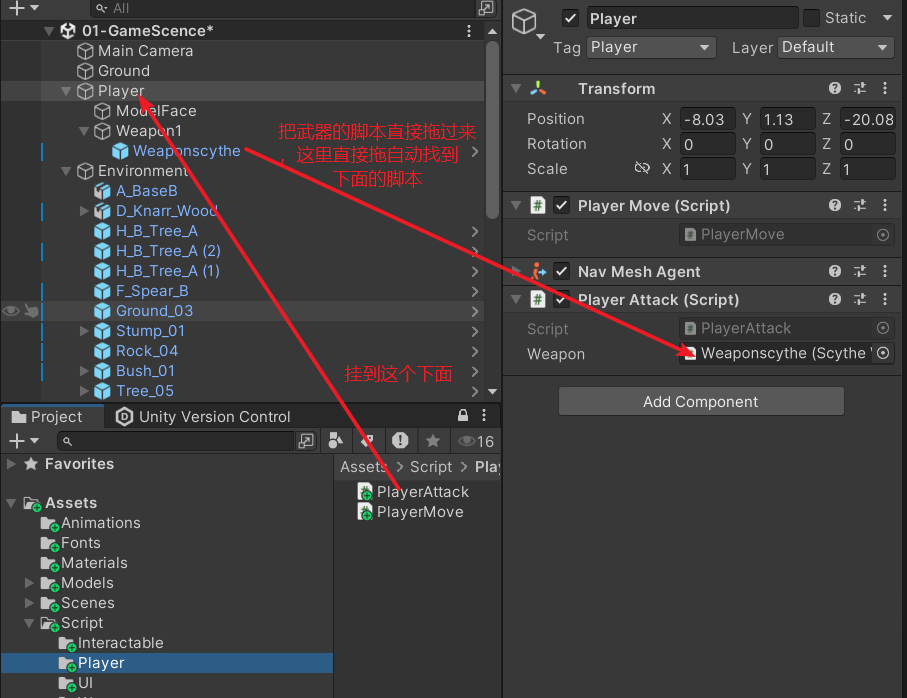 All
01-GameScence*
Main Camera
Ground
Player
ModelFace
Weapon1
Weaponscythe
Environment
A_BaseB
D_Knarr_Wood
H_B_Tree_A
H_B_Tree_A (2)
H_B_Tree_A (1)
F_Spear_B
Ground_03
Stump_01
Rock_04
Bush_01
Tree_05
把武器的脚本直接拖过来
，这里直接拖自动找到
下面的脚本
挂到这个下面
Project
Unity Version Control
16
Favorites
Assets
Animations
Fonts
Materials
Models
Scenes
Script
Interactable
Player
UI
Assets > Script > Play
PlayerAttack
PlayerMove
Player
Static
Tag Player
Layer Default
Transform
Position X -8.03 Y 1.13 Z -20.08
Rotation X 0 Y 0 Z 0
Scale X 1 Y 1 Z 1
# Player Move (Script)
Script # PlayerMove
Nav Mesh Agent
# Player Attack (Script)
Script # PlayerAttack
Weapon Weaponscythe (Scythe
Add Component